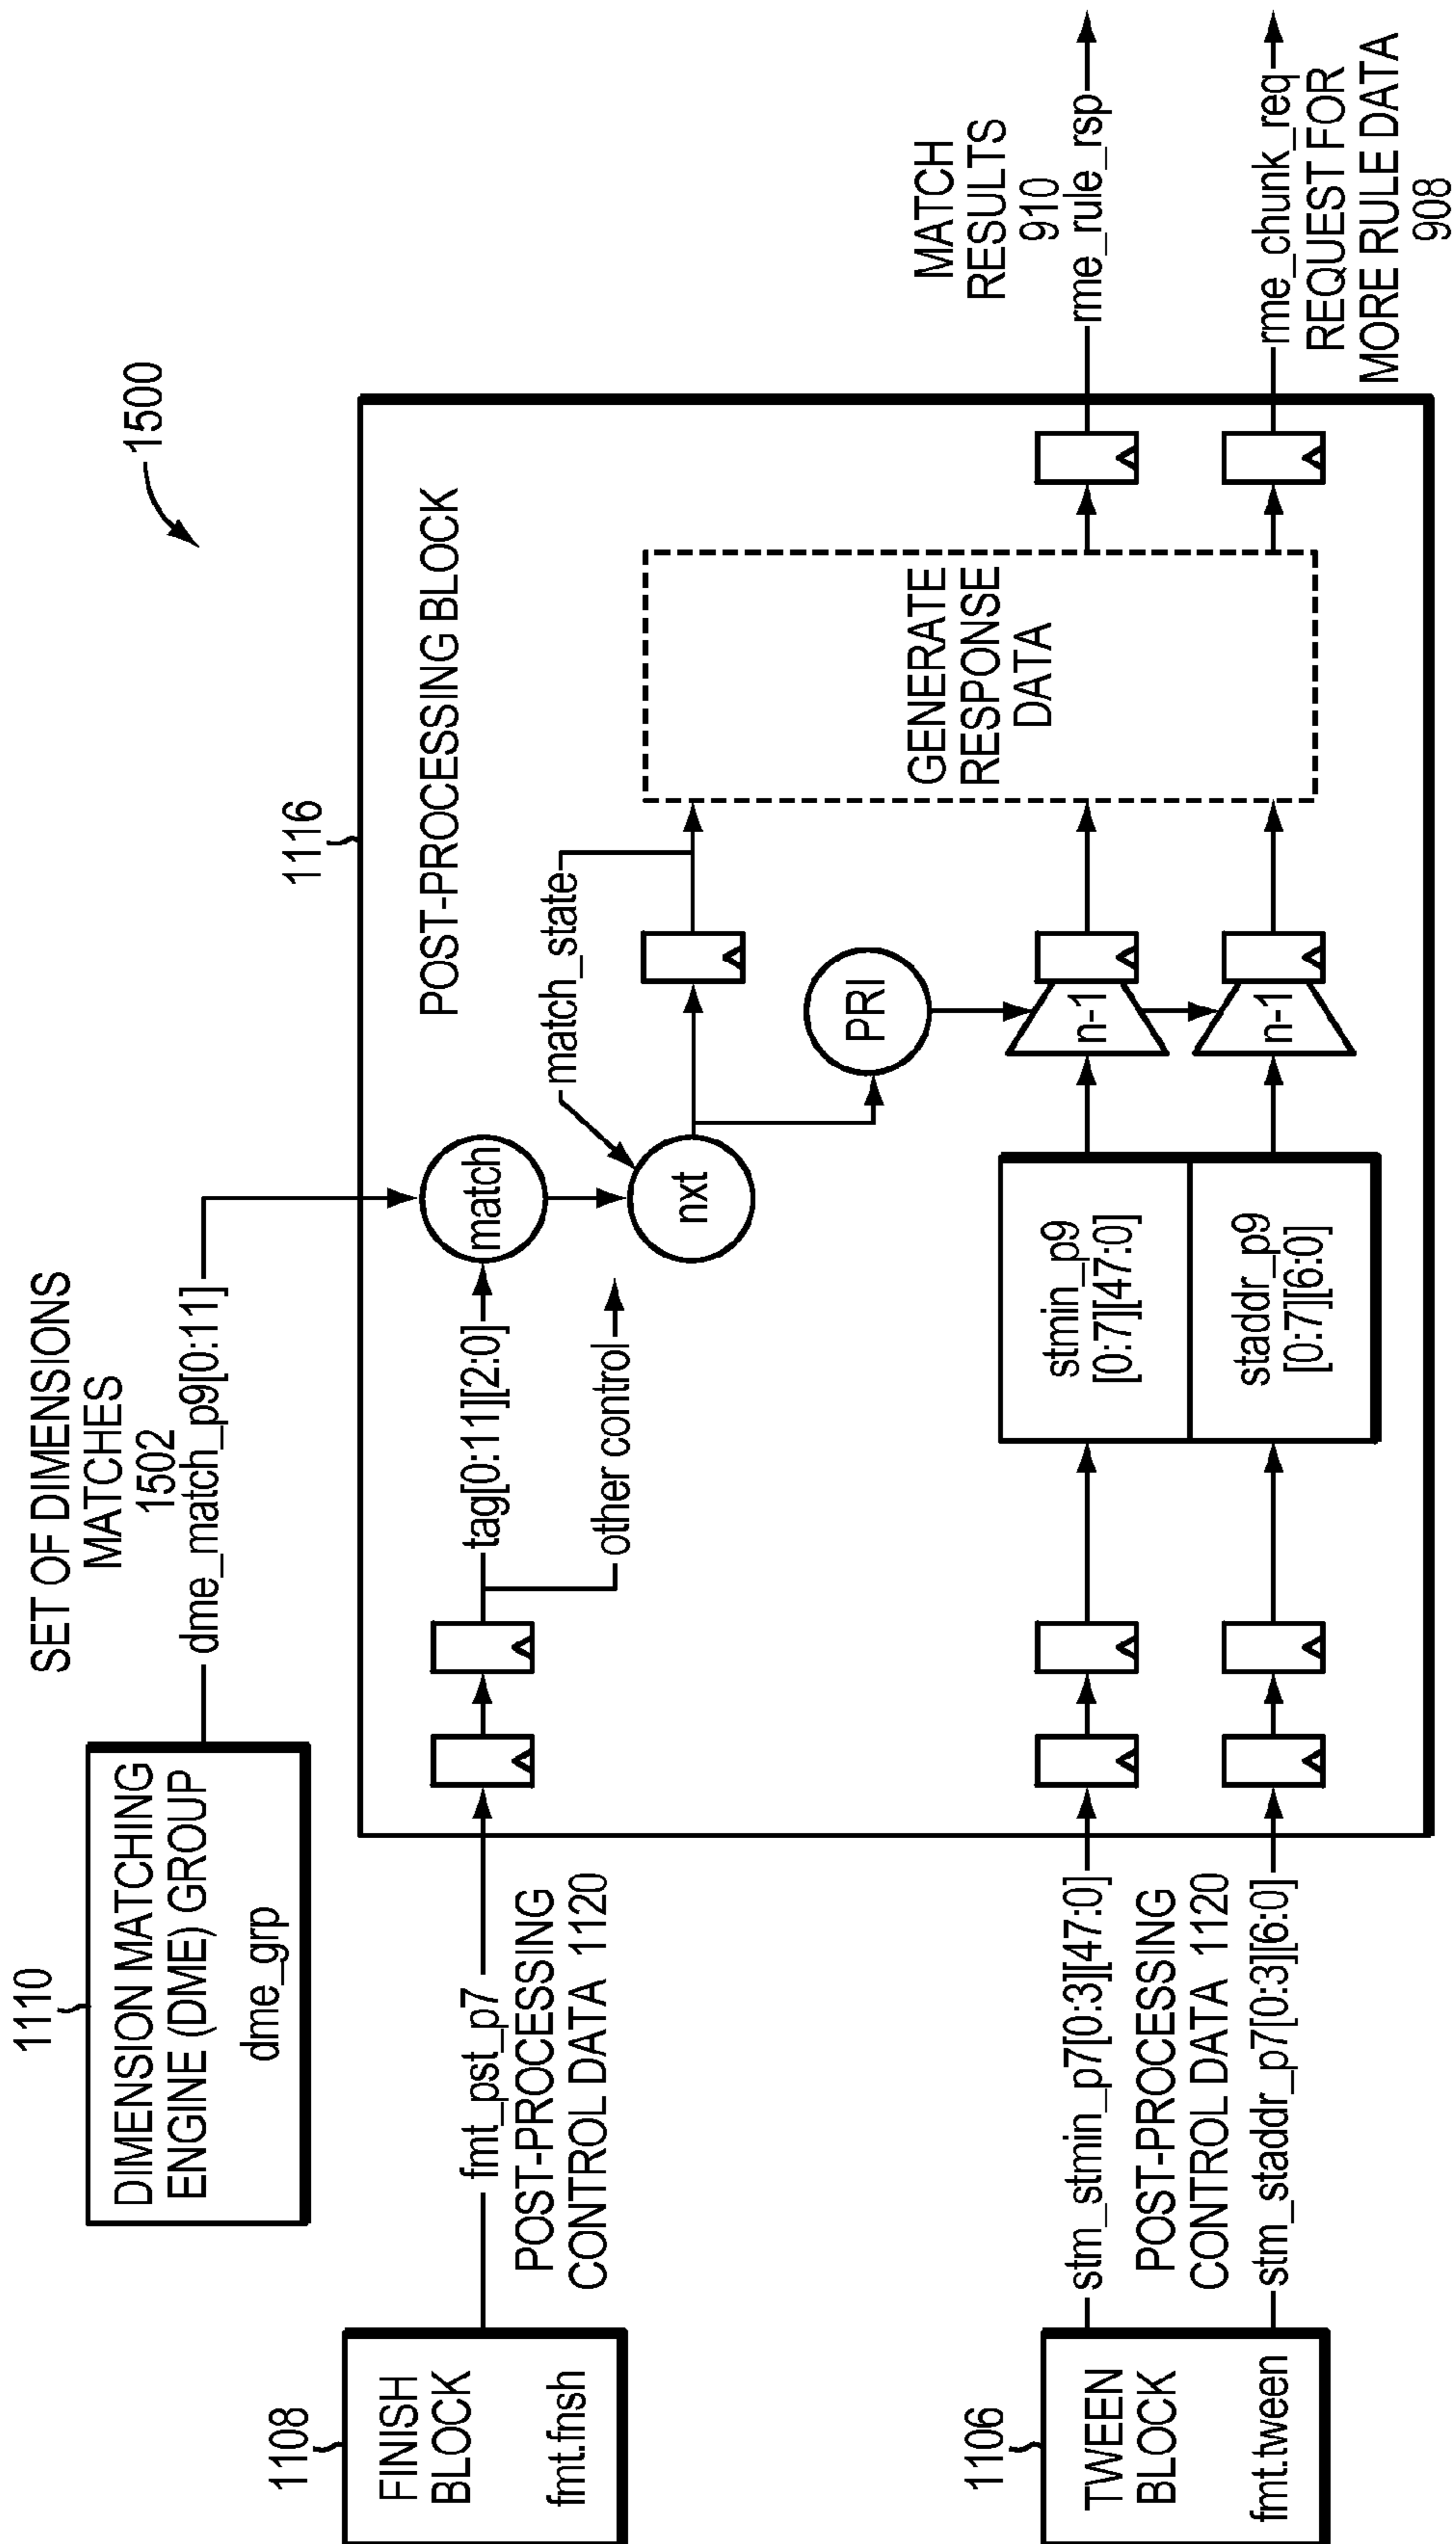 1500
1110
DIMENSION MATCHING
ENGINE (DME) GROUP
dme_grp
SET OF DIMENSIONS
MATCHES
1502
dme_match_p9[0:11]
1108
FINISH
BLOCK
fmt.fnsh
fmt_pst_p7
POST-PROCESSING
CONTROL DATA 1120
1106
TWEEN
BLOCK
fmt.tween
stm_stmin_p7[0:3][47:0]
POST-PROCESSING
CONTROL DATA 1120
stm_staddr_p7[0:3][6:0]
1116
POST-PROCESSING BLOCK
tag[0:11][2:0]
other control
match
nxt
match_state
PRI
stmin_p9
[0:7][47:0]
staddr_p9
[0:7][6:0]
n-1
n-1
GENERATE
RESPONSE
DATA
MATCH
RESULTS
910
rme_rule_rsp
rme_chunk_req
REQUEST FOR
MORE RULE DATA
908